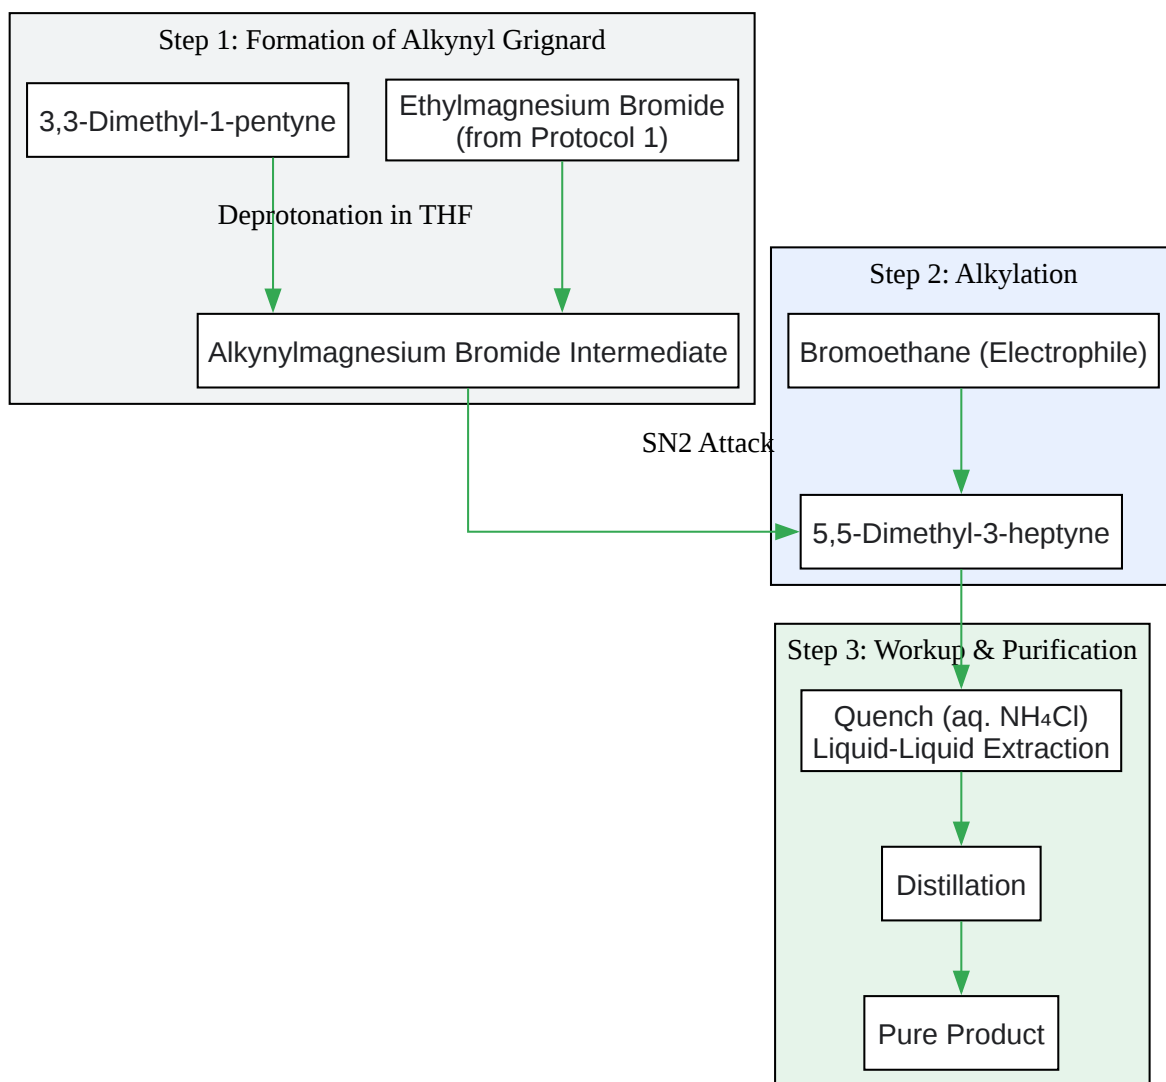 Step 1: Formation of Alkynyl Grignard
3,3-Dimethyl-1-pentyne
Ethylmagnesium Bromide
(from Protocol 1)
Deprotonation in THF
Alkynylmagnesium Bromide Intermediate
Step 2: Alkylation
Bromoethane (Electrophile)
SN2 Attack
5,5-Dimethyl-3-heptyne
Step 3: Workup & Purification
Quench (aq. NH₄Cl)
Liquid-Liquid Extraction
Distillation
Pure Product